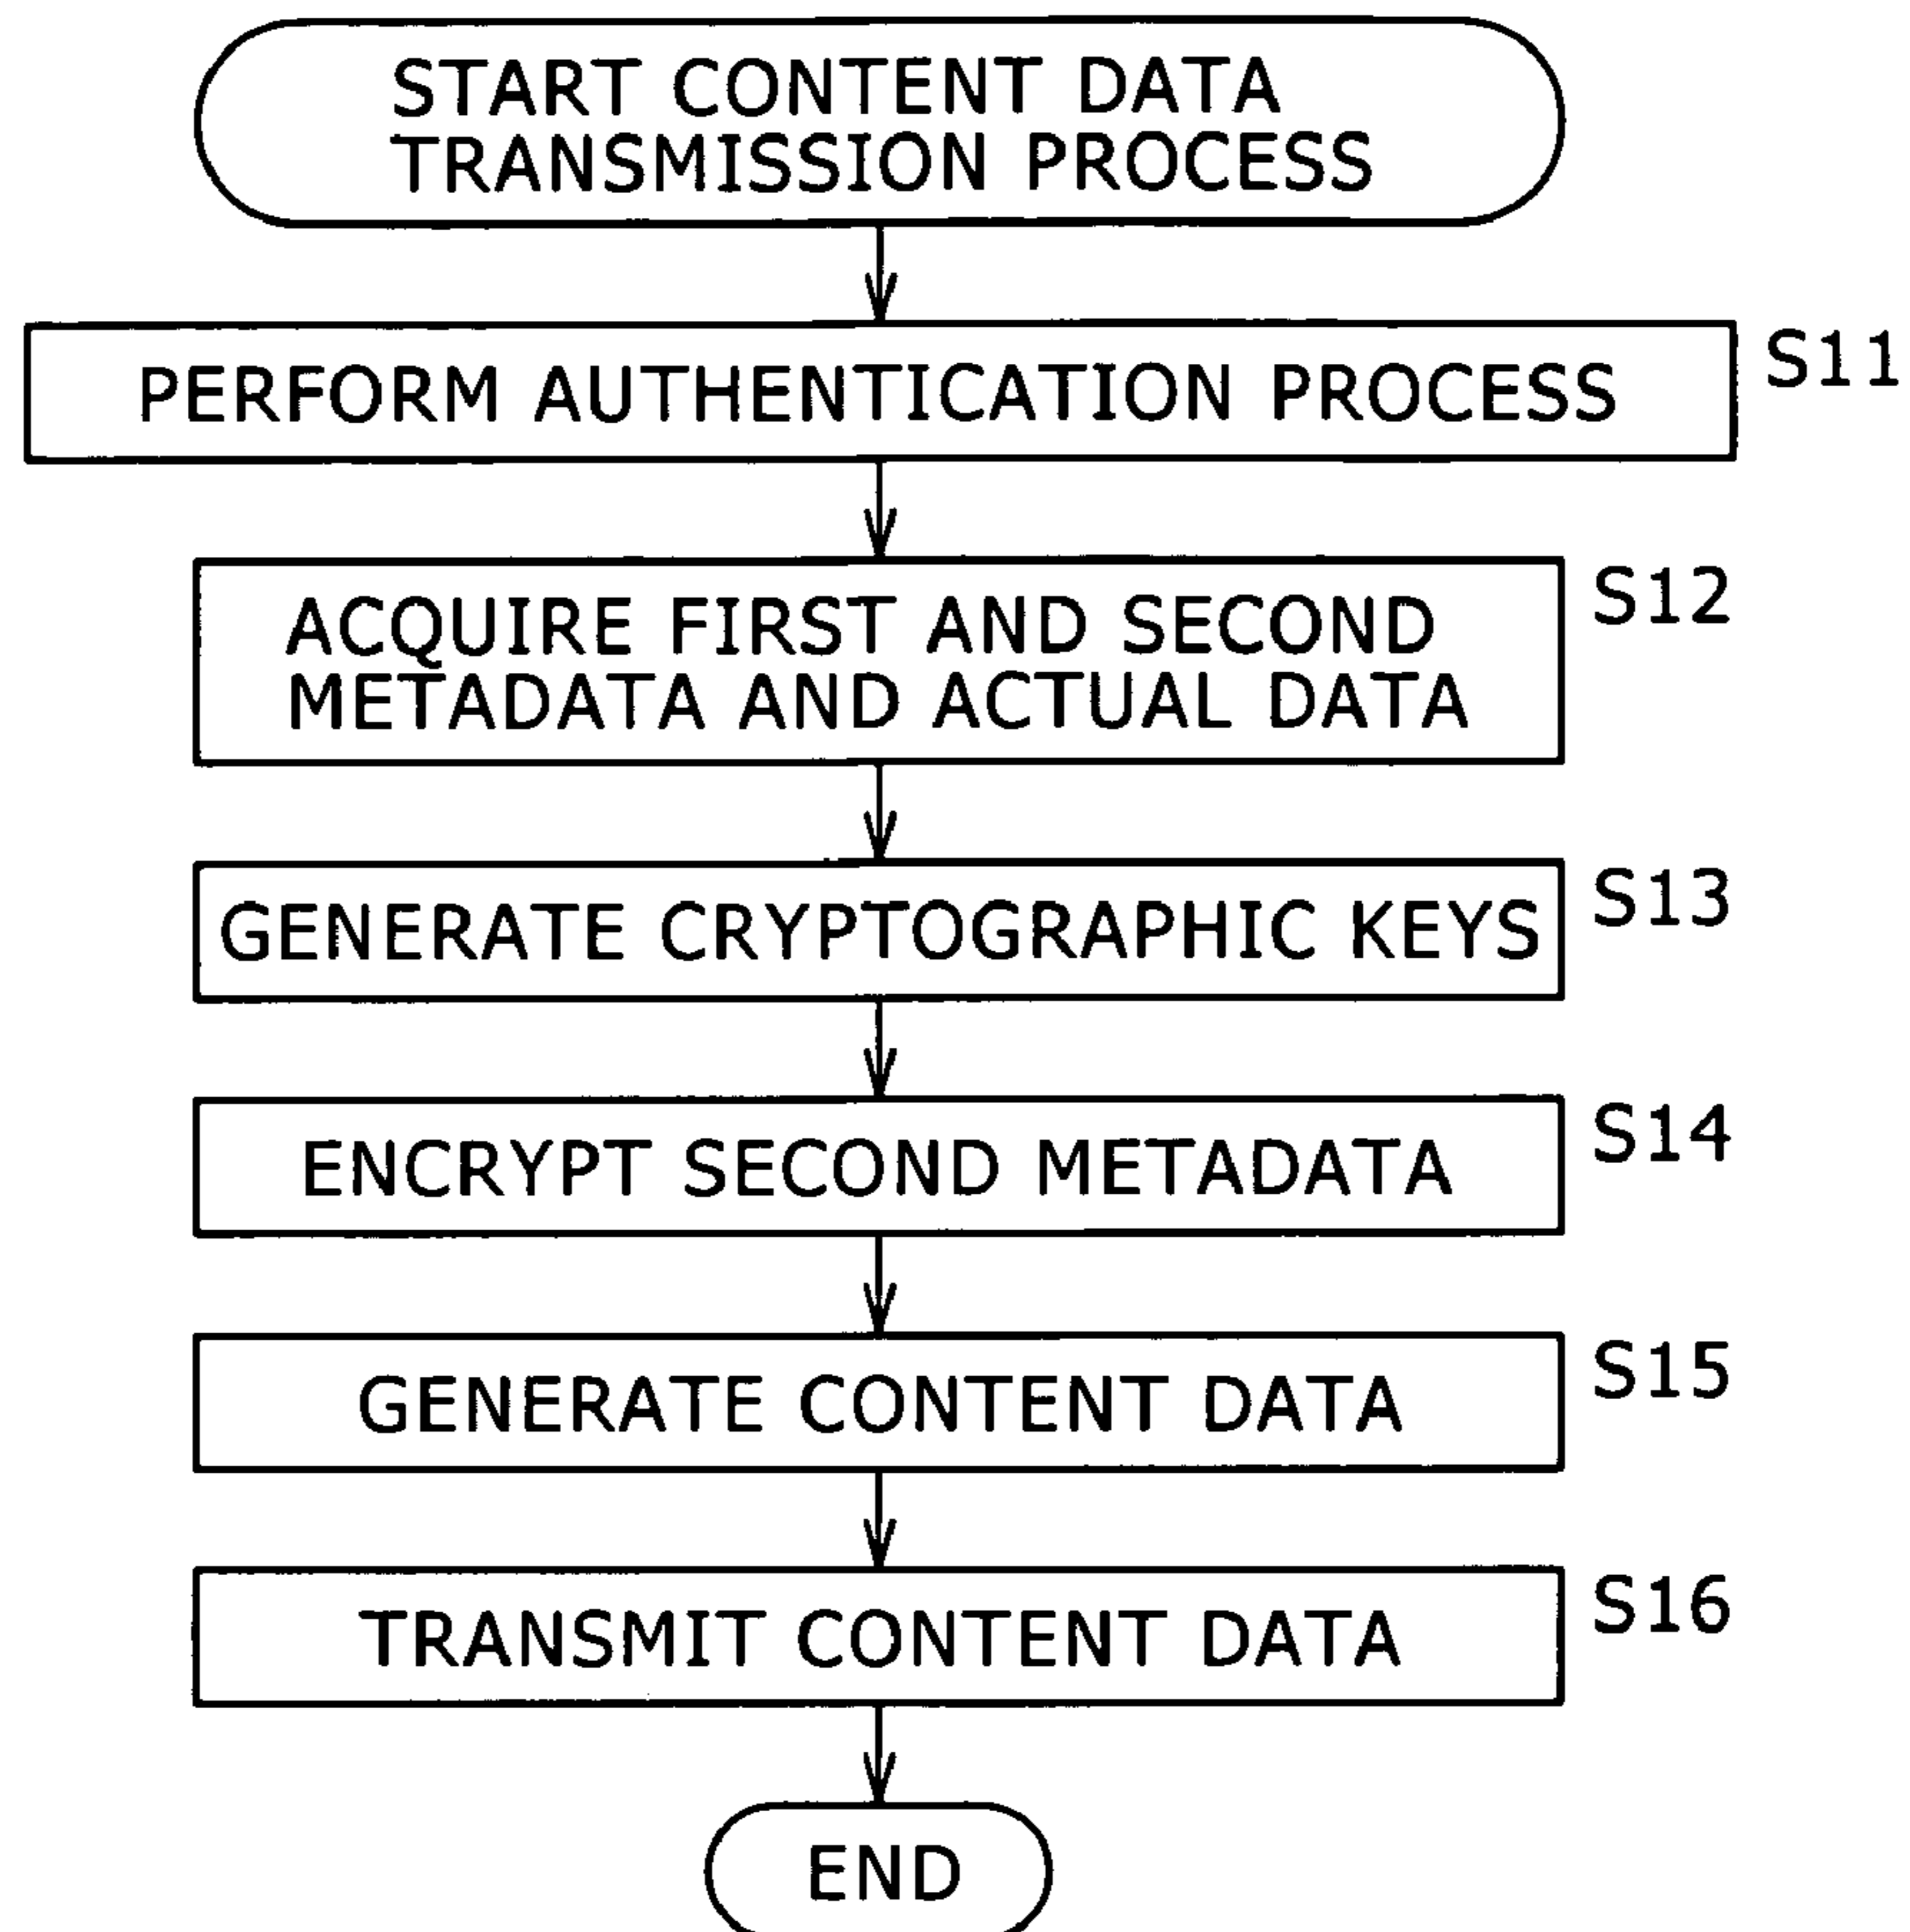 START CONTENT DATA
TRANSMISSION PROCESS
PERFORM AUTHENTICATION PROCESS
S11
ACQUIRE FIRST AND SECOND
METADATA AND ACTUAL DATA
S12
GENERATE CRYPTOGRAPHIC KEYS
S13
ENCRYPT SECOND METADATA
S14
GENERATE CONTENT DATA
S15
TRANSMIT CONTENT DATA
S16
END